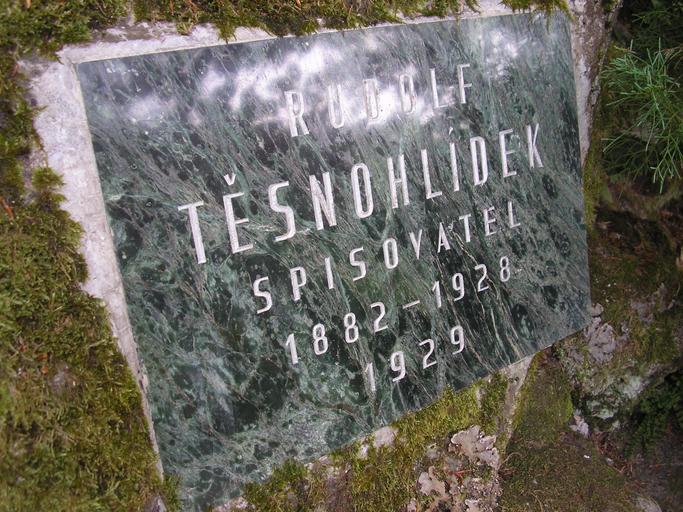 RUDOLF
TĚSNOHLÍDEK
SPISOVATEL
1882-1928
1929